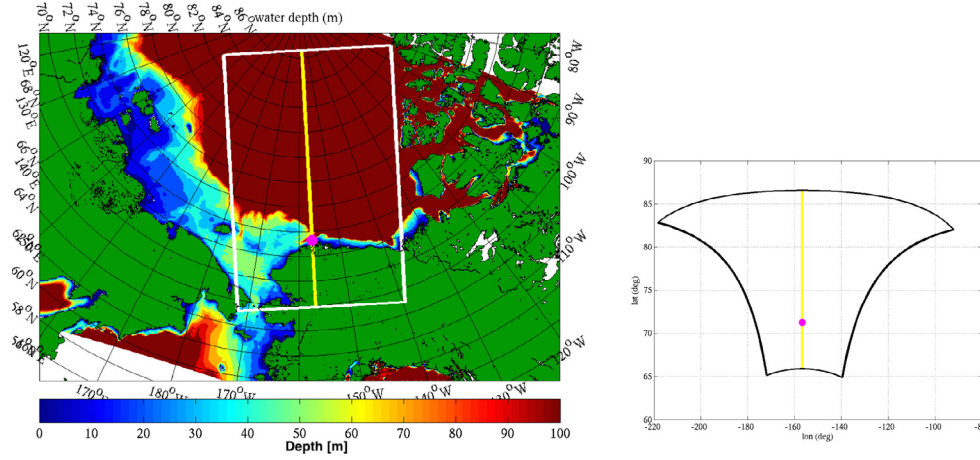 water depth (m)
70°N
72°N
74°N
76°N
78°N
80°N
82°N
84°N
86°N
120°E
130°E
140°E
68°N
66°N
64°N
60°N
58°N
80°W
90°W
100°W
110°W
120°W
170°W
180°W
170°W
150°W
140°W
0 10 20 30 40 50 60 70 80 90 100
Depth [m]
90
85
80
75
70
65
60
lat (deg)
-220 -200 -180 -160 -140 -120 -100
lon (deg)